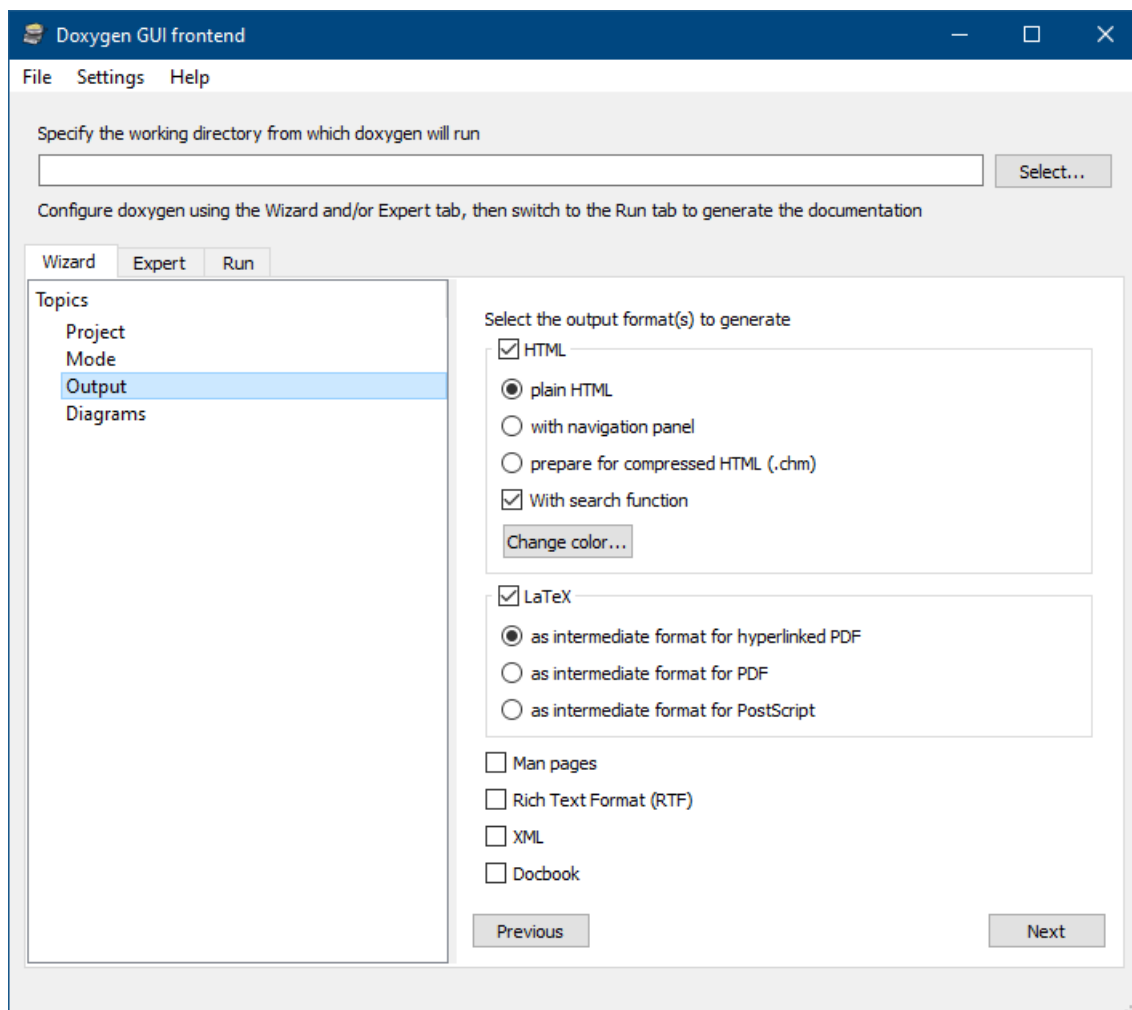 Doxygen GUI frontend
File Settings Help
Specify the working directory from which doxygen will run
Select...
Configure doxygen using the Wizard and/or Expert tab, then switch to the Run tab to generate the documentation
Wizard Expert Run
Topics
Project
Mode
Output
Diagrams
Select the output format(s) to generate
HTML
plain HTML
with navigation panel
prepare for compressed HTML (.chm)
With search function
Change color...
LaTeX
as intermediate format for hyperlinked PDF
as intermediate format for PDF
as intermediate format for PostScript
Man pages
Rich Text Format (RTF)
XML
Docbook
Previous Next